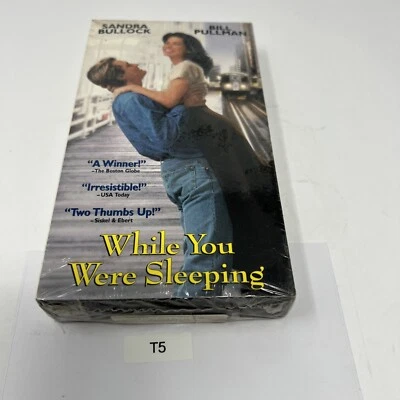 SANDRA BULLOCK
BILL PULLMAN
"A Winner!"
-The Boston Globe
"Irresistible!"
-USA Today
"Two Thumbs Up!"
-Siskel & Ebert
While You
Were Sleeping
T5